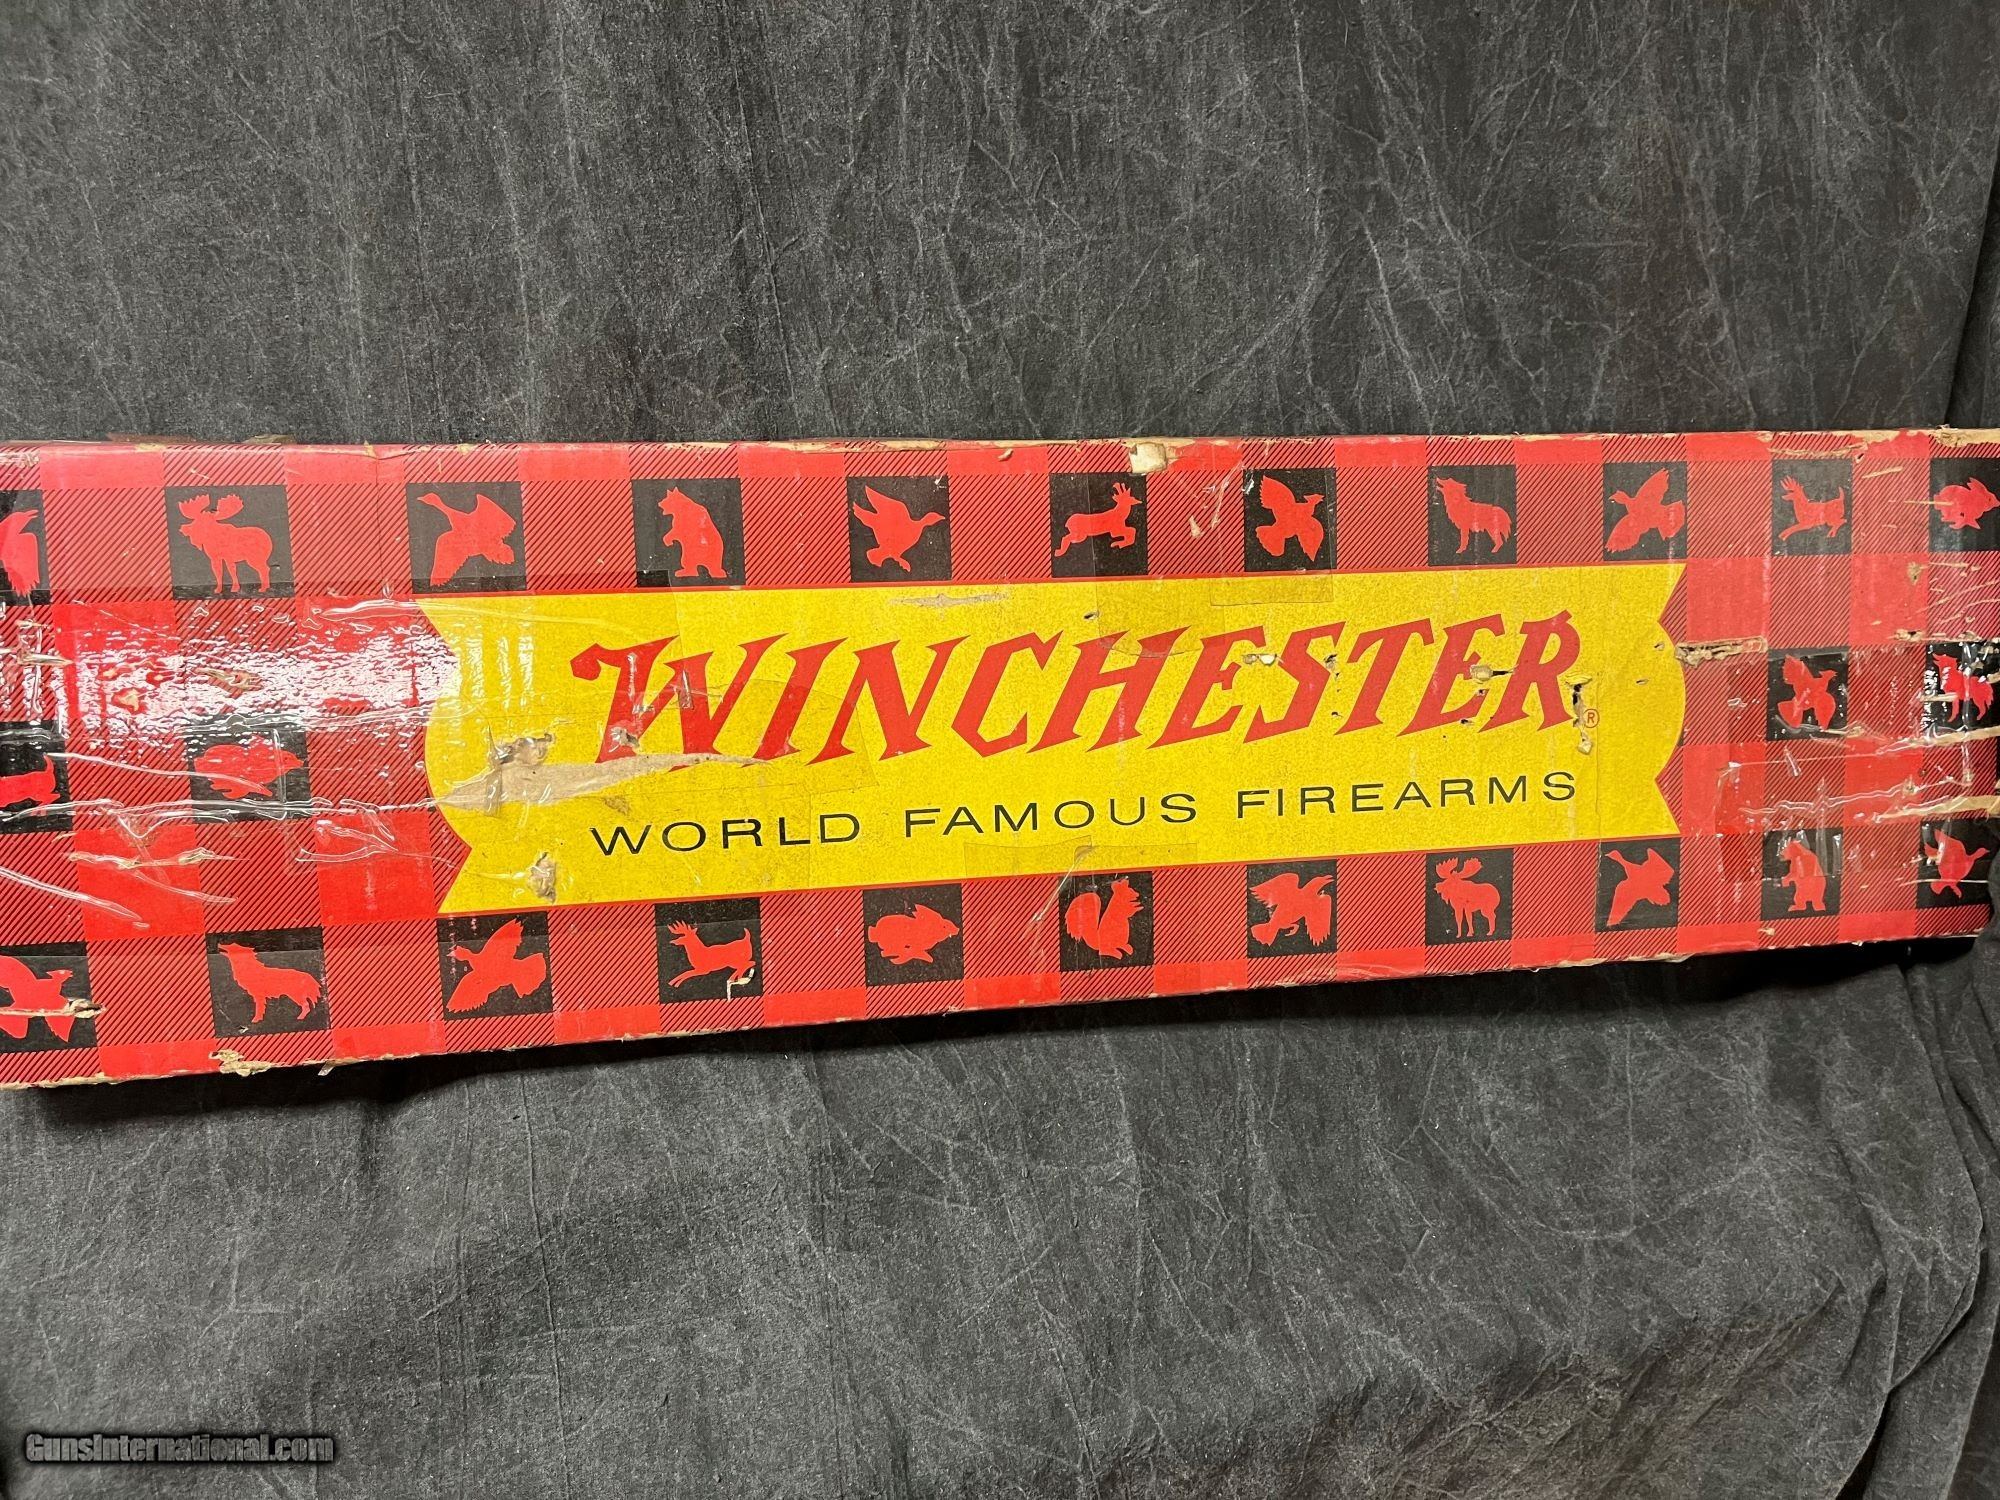 WINCHESTER®
WORLD FAMOUS FIREARMS
GunsInternational.com